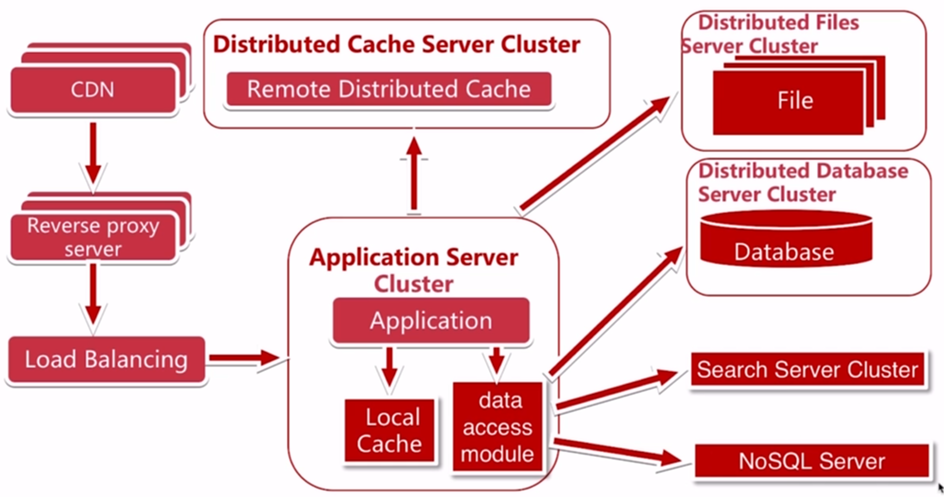 CDN
Reverse proxy
server
Load Balancing
Distributed Cache Server Cluster
Remote Distributed Cache
Application Server
Cluster
Application
Local
Cache
data
access
module
Distributed Files
Server Cluster
File
Distributed Database
Server Cluster
Database
Search Server Cluster
NoSQL Server